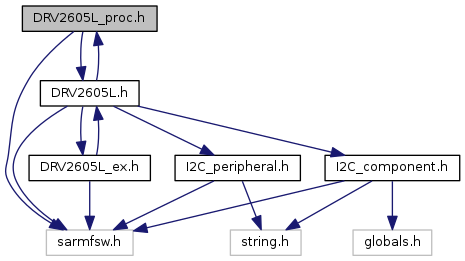 DRV2605L_proc.h
DRV2605L.h
DRV2605L_ex.h
I2C_peripheral.h
I2C_component.h
sarmfsw.h
string.h
globals.h